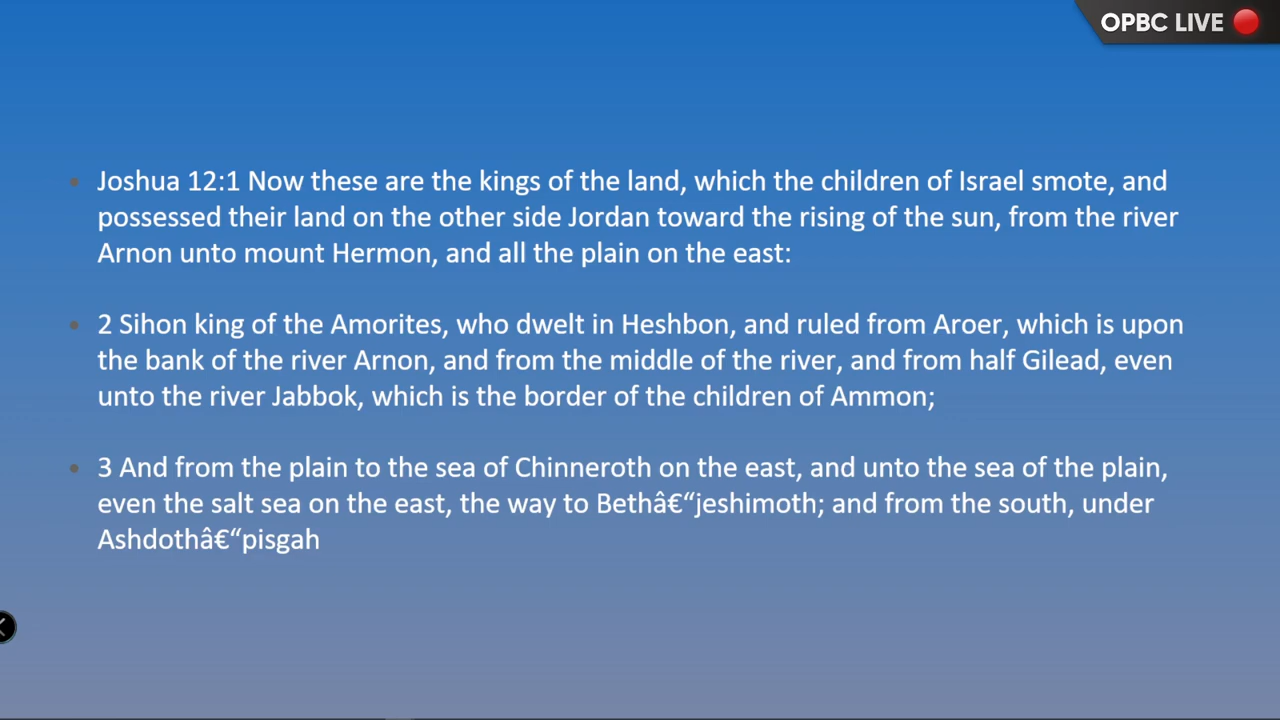 OPBC LIVE
• Joshua 12:1 Now these are the kings of the land, which the children of Israel smote, and
possessed their land on the other side Jordan toward the rising of the sun, from the river
Arnon unto mount Hermon, and all the plain on the east:
• 2 Sihon king of the Amorites, who dwelt in Heshbon, and ruled from Aroer, which is upon
the bank of the river Arnon, and from the middle of the river, and from half Gilead, even
unto the river Jabbok, which is the border of the children of Ammon;
• 3 And from the plain to the sea of Chinneroth on the east, and unto the sea of the plain,
even the salt sea on the east, the way to Bethâ€“jeshimoth; and from the south, under
Ashdothâ€“pisgah